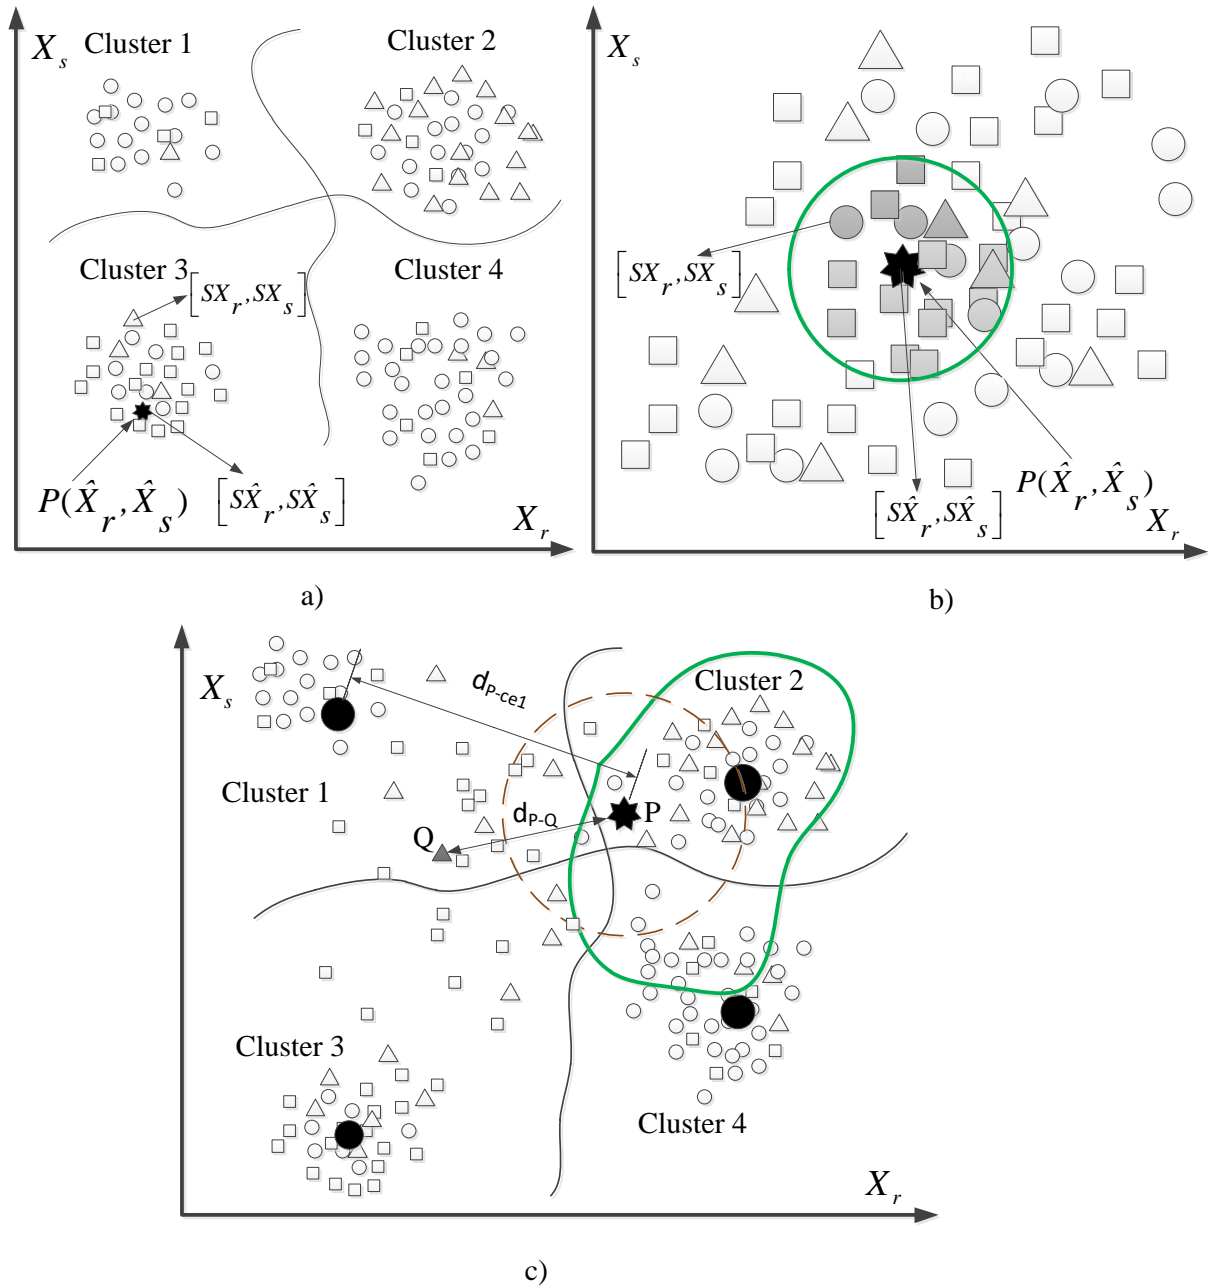 X_s
Cluster 1
Cluster 2
Cluster 3
[SX_r, SX_s]
Cluster 4
P(X̂_r, X̂_s)
[SX̂_r, SX̂_s]
X_r
a)
X_s
[SX_r, SX_s]
P(X̂_r, X̂_s)
[SX̂_r, SX̂_s]
X_r
b)
X_s
d_P-ce1
Cluster 2
Cluster 1
d_P-Q
P
Q
Cluster 3
Cluster 4
X_r
c)